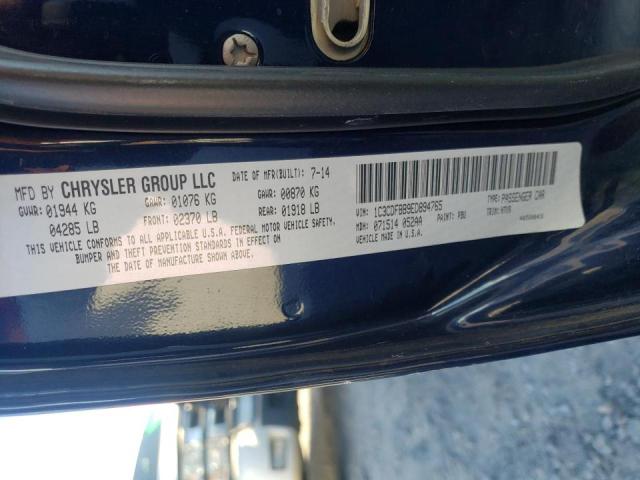 MFD BY CHRYSLER GROUP LLC DATE OF MFR(BUILT): 7-14
GVWR: 01944 KG GAWR: 01076 KG GAWR: 00870 KG
04285 LB FRONT: 02370 LB REAR: 01918 LB
THIS VEHICLE CONFORMS TO ALL APPLICABLE U.S.A. FEDERAL MOTOR VEHICLE SAFETY,
BUMPER AND THEFT PREVENTION STANDARDS IN EFFECT ON
THE DATE OF MANUFACTURE SHOWN ABOVE.
VIN: 1C3CDFBB9ED894765 TYPE: PASSENGER CAR
MDH: 071514 052AA PAINT: PBU TRIM:
VEHICLE MADE IN U.S.A.